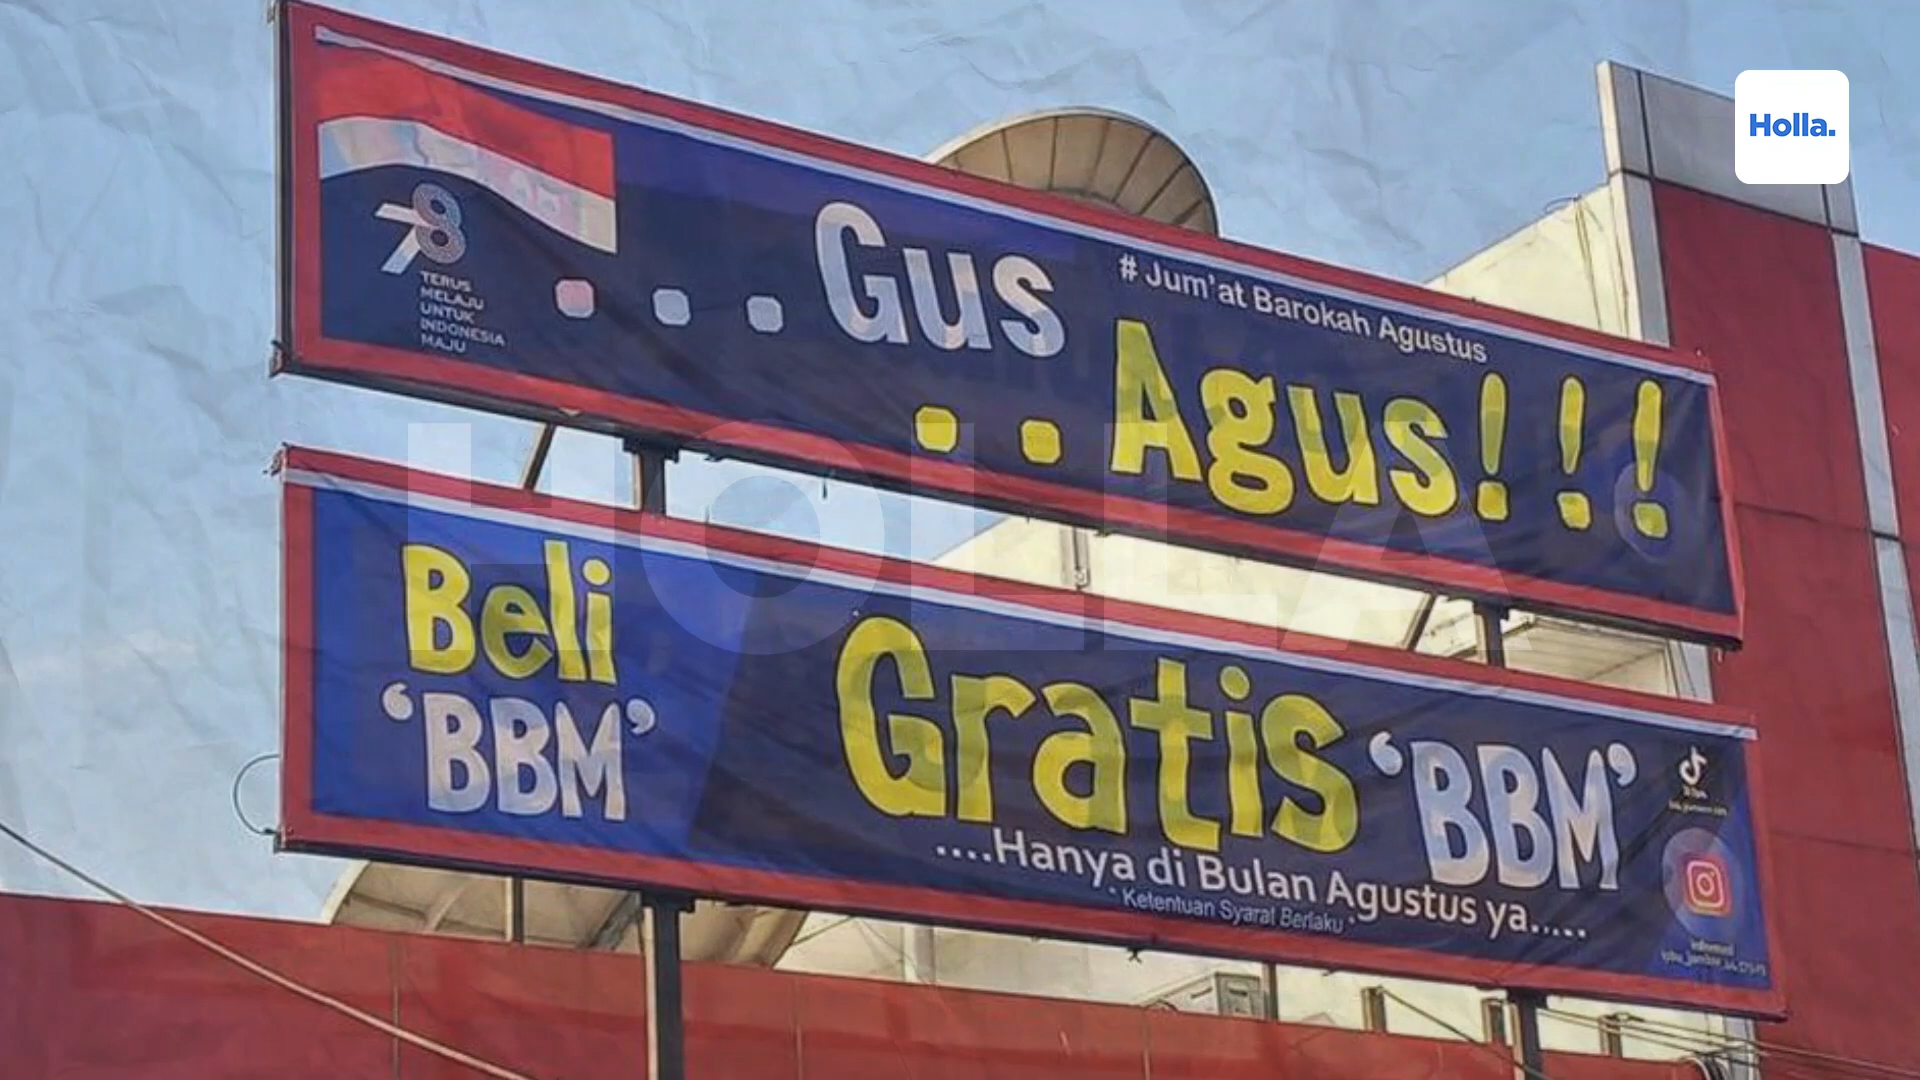 Holla.
78
TERUS
MELAJU
UNTUK
INDONESIA
MAJU
...Gus
# Jum'at Barokah Agustus
..Agus!!!
Beli
'BBM'
Gratis 'BBM'
....Hanya di Bulan Agustus ya.....
* Ketentuan Syarat Berlaku *
HOLLA